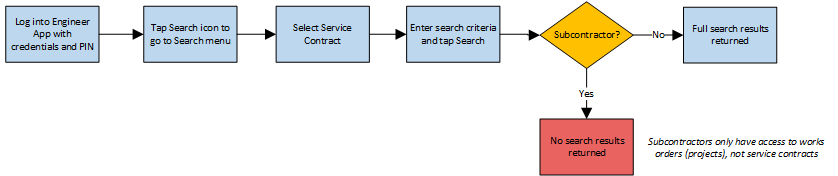 Log into Engineer
App with
credentials and PIN
Tap Search icon to
go to Search menu
Select Service
Contract
Enter search criteria
and tap Search
Subcontractor?
No
Full search results
returned
Yes
No search results
returned
Subcontractors only have access to works
orders (projects), not service contracts